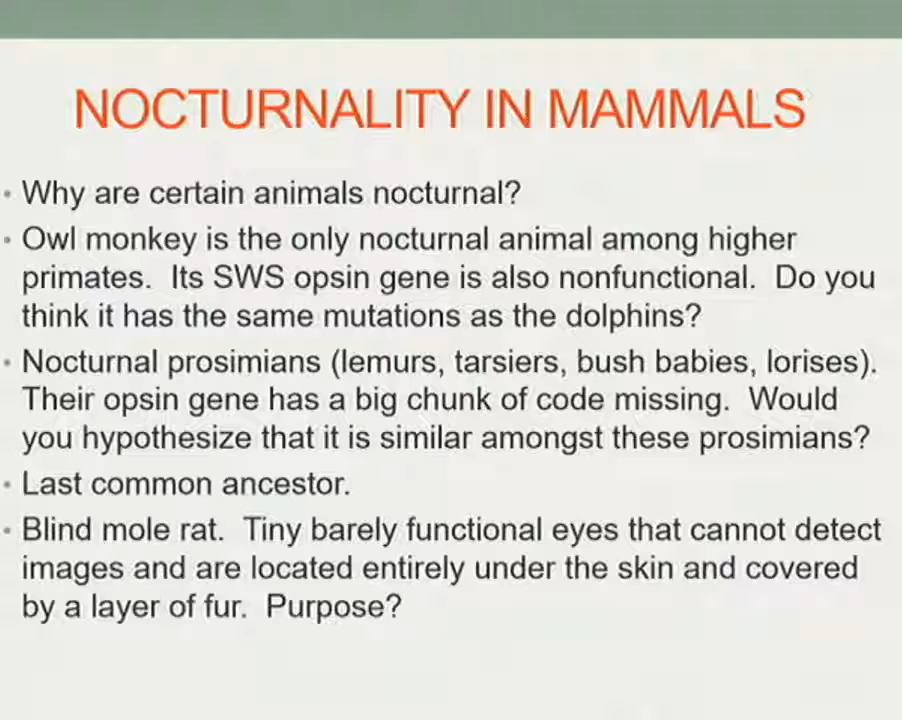 NOCTURNALITY IN MAMMALS
• Why are certain animals nocturnal?
• Owl monkey is the only nocturnal animal among higher
primates.  Its SWS opsin gene is also nonfunctional.  Do you
think it has the same mutations as the dolphins?
• Nocturnal prosimians (lemurs, tarsiers, bush babies, lorises).
Their opsin gene has a big chunk of code missing.  Would
you hypothesize that it is similar amongst these prosimians?
• Last common ancestor.
• Blind mole rat.  Tiny barely functional eyes that cannot detect
images and are located entirely under the skin and covered
by a layer of fur.  Purpose?